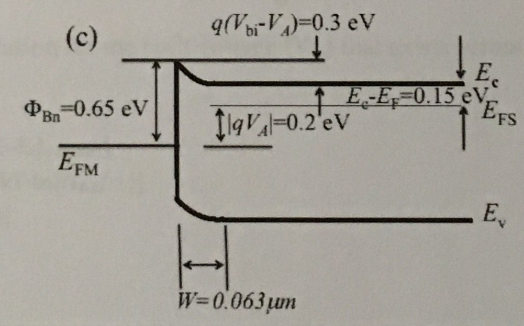 (c)
q(Vbi-VA)=0.3 eV
Ec
ΦBn=0.65 eV
Ec-EF=0.15 eV
EFS
|qVA|=0.2 eV
EFM
Ev
W=0.063μm